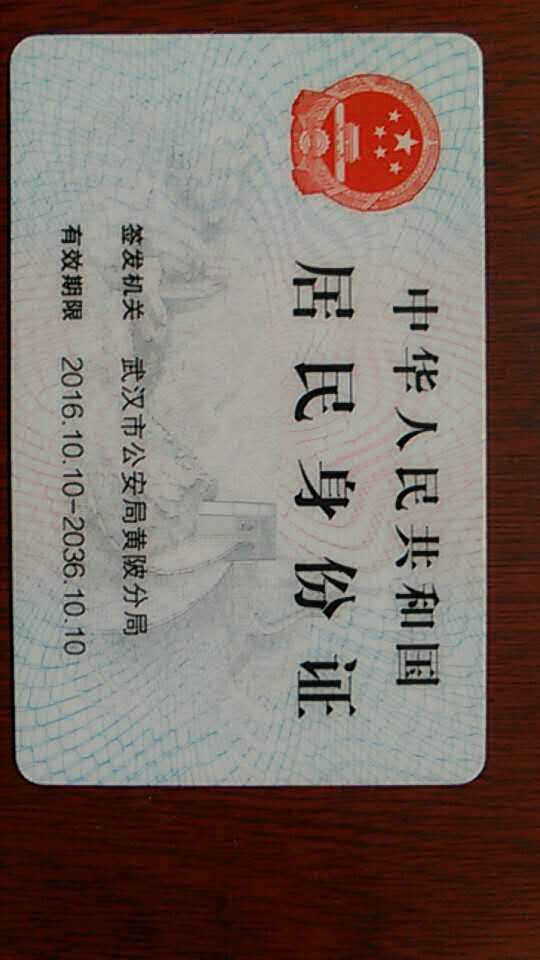 中华人民共和国
居民身份证
签发机关 武汉市公安局黄陂分局
有效期限 2016.10.10-2036.10.10